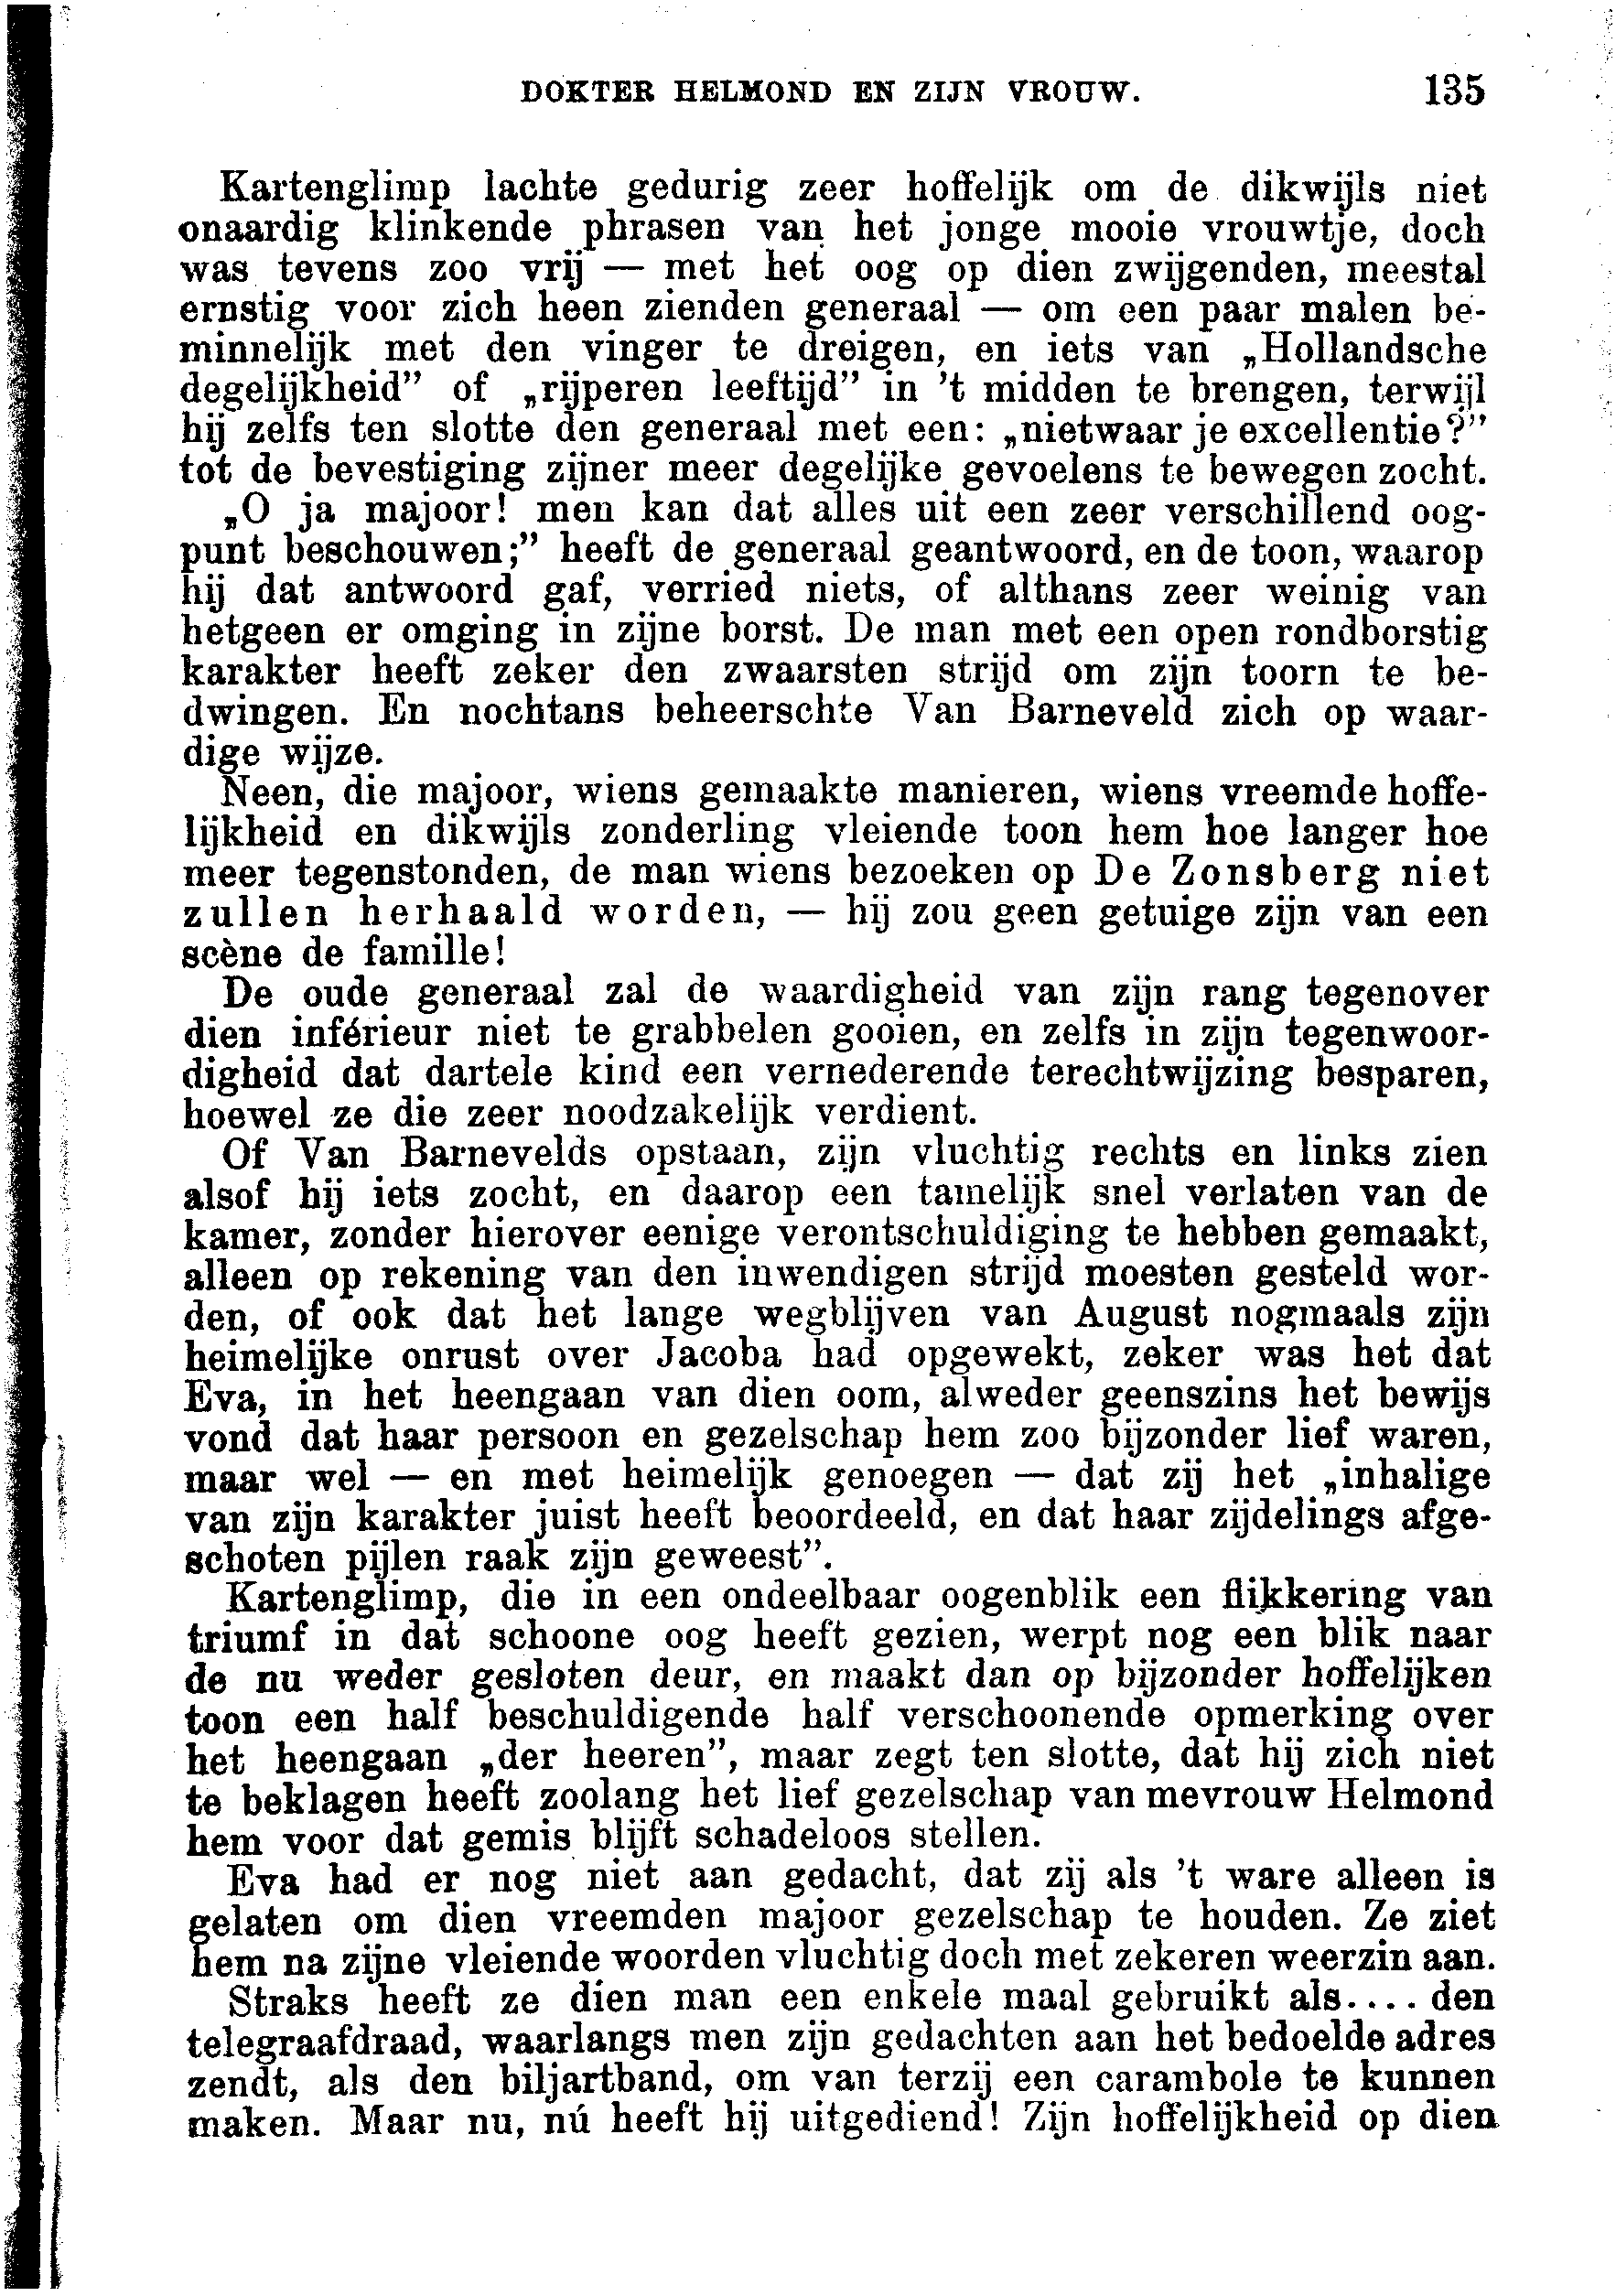 DOKTER HELMOND EN ZIJN VROUW. 135
Kartenglimp lachte gedurig zeer hoffelijk om de dikwijls niet
onaardig klinkende phrasen van het jonge mooie vrouwtje, doch
was tevens zoo vrij — met het oog op dien zwijgenden, meestal
ernstig voor zich heen zienden generaal — om een paar malen be-
minnelijk met den vinger te dreigen, en iets van „Hollandsche
degelijkheid” of „rijperen leeftijd” in 't midden te brengen, terwijl
hij zelfs ten slotte den generaal met een: „nietwaar je excellentie?”
tot de bevestiging zijner meer degelijke gevoelens te bewegen zocht.
„O ja majoor! men kan dat alles uit een zeer verschillend oog-
punt beschouwen;” heeft de generaal geantwoord, en de toon, waarop
hij dat antwoord gaf, verried niets, of althans zeer weinig van
hetgeen er omging in zijne borst. De man met een open rondborstig
karakter heeft zeker den zwaarsten strijd om zijn toorn te be-
dwingen. En nochtans beheerschte Van Barneveld zich op waar-
dige wijze.
Neen, die majoor, wiens gemaakte manieren, wiens vreemde hoffe-
lijkheid en dikwijls zonderling vleiende toon hem hoe langer hoe
meer tegenstonden, de man wiens bezoeken op De Zonsberg niet
zullen herhaald worden, — hij zou geen getuige zijn van een
scène de famille!
De oude generaal zal de waardigheid van zijn rang tegenover
dien inférieur niet te grabbelen gooien, en zelfs in zijn tegenwoor-
digheid dat dartele kind een vernederende terechtwijzing besparen,
hoewel ze die zeer noodzakelijk verdient.
Of Van Barnevelds opstaan, zijn vluchtig rechts en links zien
alsof hij iets zocht, en daarop een tamelijk snel verlaten van de
kamer, zonder hierover eenige verontschuldiging te hebben gemaakt,
alleen op rekening van den inwendigen strijd moesten gesteld wor-
den, of ook dat het lange wegblijven van August nogmaals zijn
heimelijke onrust over Jacoba had opgewekt, zeker was het dat
Eva, in het heengaan van dien oom, alweder geenszins het bewijs
vond dat haar persoon en gezelschap hem zoo bijzonder lief waren,
maar wel — en met heimelijk genoegen — dat zij het „inhalige
van zijn karakter juist heeft beoordeeld, en dat haar zijdelings afge-
schoten pijlen raak zijn geweest”.
Kartenglimp, die in een ondeelbaar oogenblik een flikkering van
triumf in dat schoone oog heeft gezien, werpt nog een blik naar
de nu weder gesloten deur, en maakt dan op bijzonder hoffelijken
toon een half beschuldigende half verschoonende opmerking over
het heengaan „der heeren”, maar zegt ten slotte, dat hij zich niet
te beklagen heeft zoolang het lief gezelschap van mevrouw Helmond
hem voor dat gemis blijft schadeloos stellen.
Eva had er nog niet aan gedacht, dat zij als 't ware alleen is
gelaten om dien vreemden majoor gezelschap te houden. Ze ziet
hem na zijne vleiende woorden vluchtig doch met zekeren weerzin aan.
Straks heeft ze dien man een enkele maal gebruikt als.... den
telegraafdraad, waarlangs men zijn gedachten aan het bedoelde adres
zendt, als den biljartband, om van terzij een carambole te kunnen
maken. Maar nu, nú heeft hij uitgediend! Zijn hoffelijkheid op dien